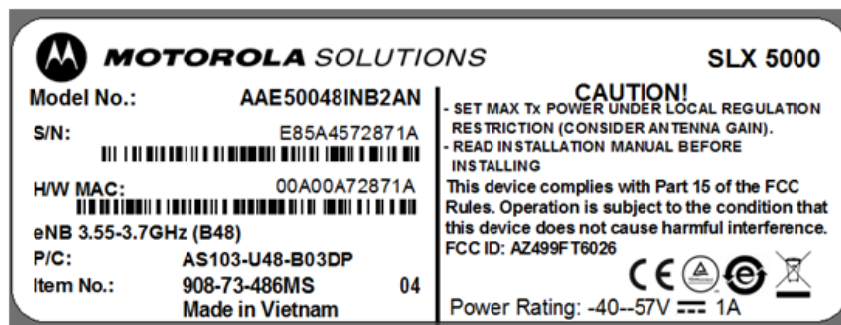 MOTOROLA SOLUTIONS
SLX 5000
Model No.: AAE50048INB2AN
S/N: E85A4572871A
H/W MAC: 00A00A72871A
eNB 3.55-3.7GHz (B48)
P/C: AS103-U48-B03DP
Item No.: 908-73-486MS 04
Made in Vietnam
CAUTION!
- SET MAX Tx POWER UNDER LOCAL REGULATION
RESTRICTION (CONSIDER ANTENNA GAIN).
- READ INSTALLATION MANUAL BEFORE
INSTALLING
This device complies with Part 15 of the FCC
Rules. Operation is subject to the condition that
this device does not cause harmful interference.
FCC ID: AZ499FT6026
CE
Power Rating: -40--57V 1A